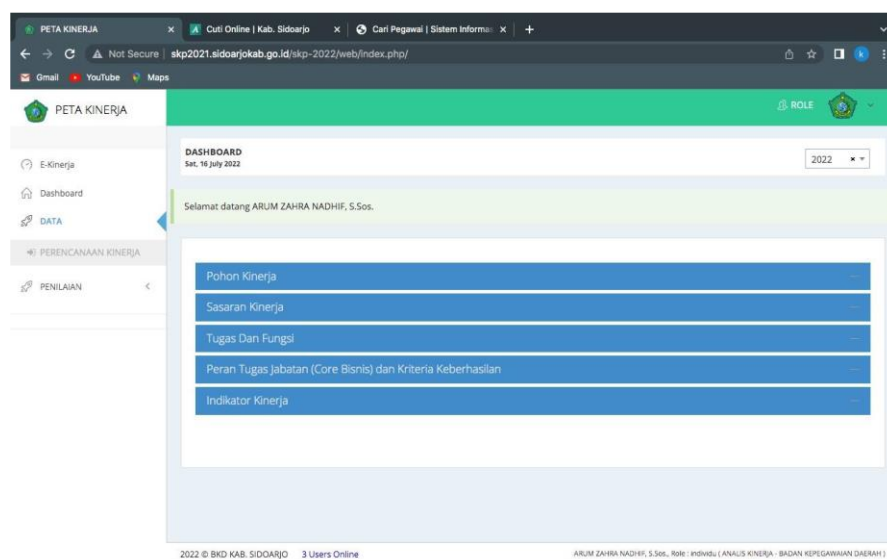 PETA KINERJA
Cuti Online | Kab. Sidoarjo
Cari Pegawai | Sistem Informas
Not Secure | skp2021.sidoarjokab.go.id/skp-2022/web/index.php/
Gmail YouTube Maps
PETA KINERJA
ROLE
DASHBOARD
Sat, 16 July 2022
2022
E-Kinerja
Dashboard
DATA
PERENCANAAN KINERJA
PENILAIAN
Selamat datang ARUM ZAHRA NADHIF, S.Sos.
Pohon Kinerja
Sasaran Kinerja
Tugas Dan Fungsi
Peran Tugas Jabatan (Core Bisnis) dan Kriteria Keberhasilan
Indikator Kinerja
2022 © BKD KAB. SIDOARJO 3 Users Online
ARUM ZAHRA NADHIF, S.Sos., Role : individu ( ANALIS KINERJA - BADAN KEPEGAWAIAN DAERAH )